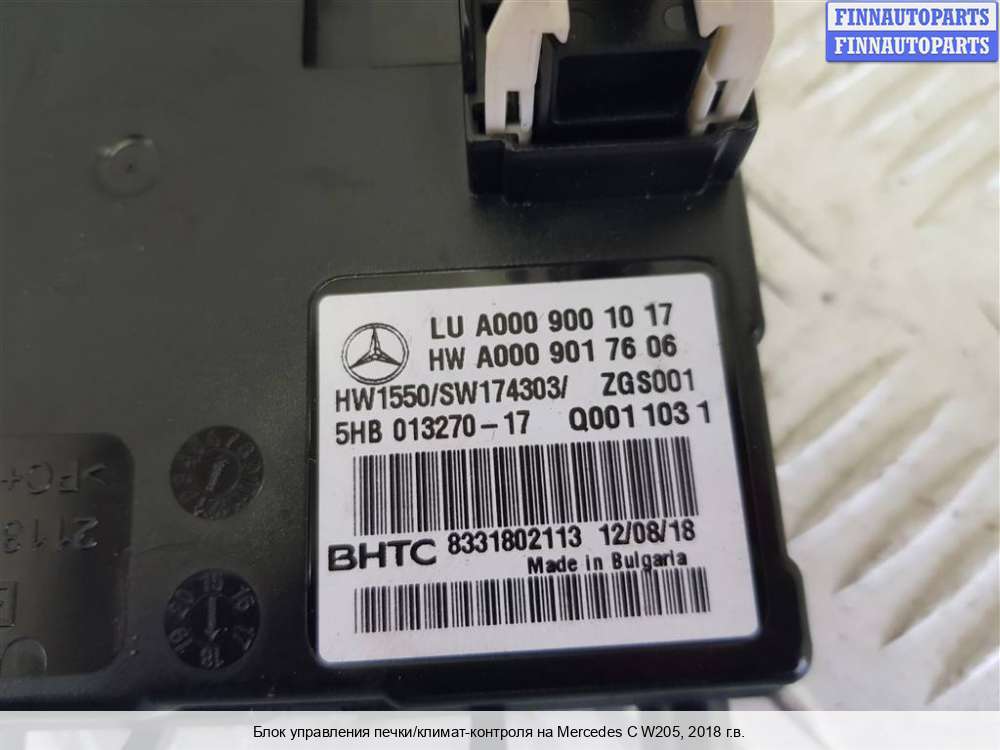 FINNAUTOPARTS
FINNAUTOPARTS
LU A000 900 10 17
HW A000 901 76 06
HW1550/SW174303/ ZGS001
5HB 013270-17 Q001 103 1
BHTC 8331802113 12/08/18
Made in Bulgaria
>PC+
2113
Блок управления печки/климат-контроля на Mercedes C W205, 2018 г.в.